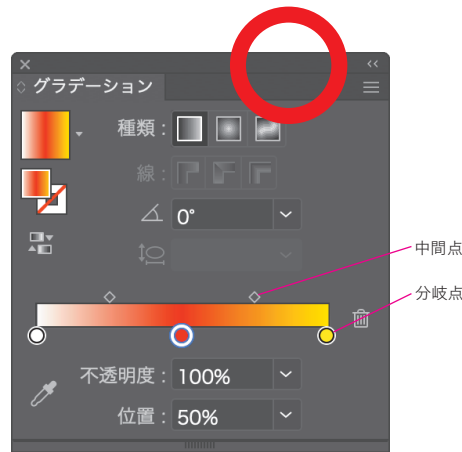 グラデーション
種類：
線：
0°
中間点
分岐点
不透明度：100%
位置：50%